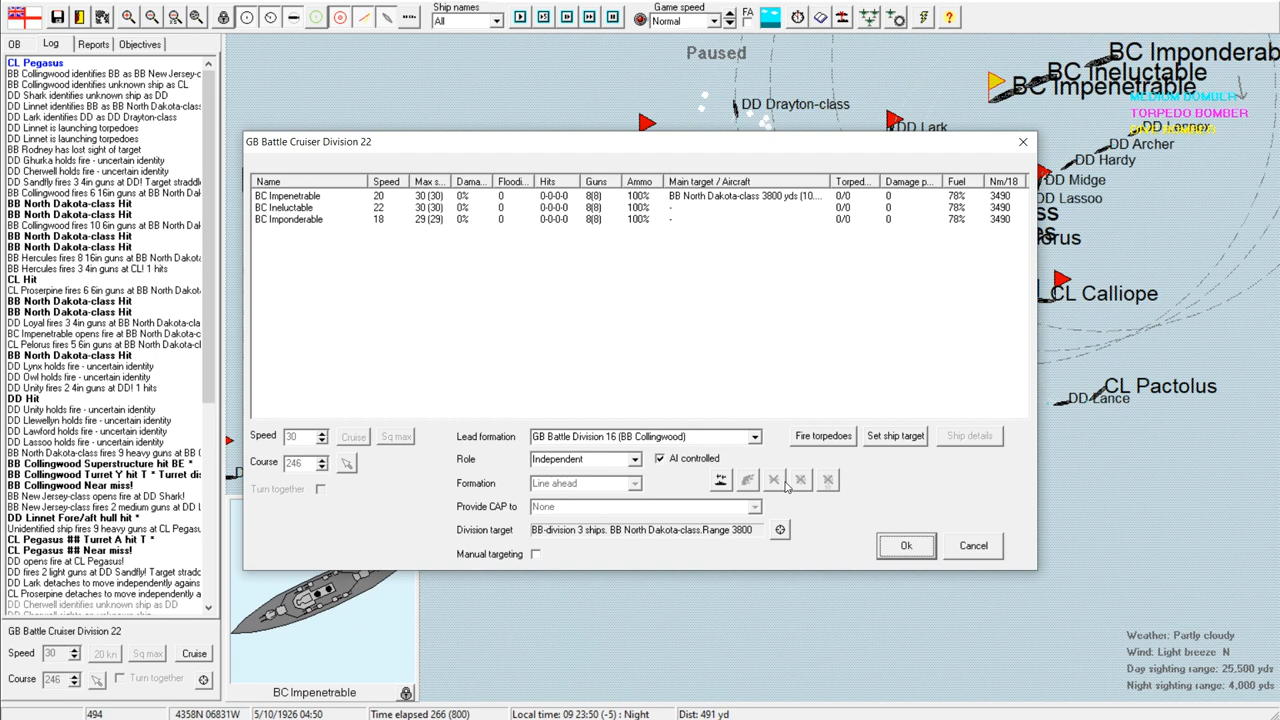 Ship names
All
Game speed
Normal
FA
OB
Log
Reports
Objectives
CL Pegasus
BB Collingwood identifies BB as BB New Jersey-c
BB Collingwood identifies unknown ship as CL
DD Shark identifies unknown ship as DD
DD Linnet identifies BB as BB North Dakota-class
DD Lark identifies DD as DD Drayton-class
DD Linnet is launching torpedoes
DD Linnet is launching torpedoes
BB Rodney has lost sight of target
DD Ghurka holds fire - uncertain identity
DD Cherwell holds fire - uncertain identity
DD Sandfly fires 3 4in guns at DD! Target straddle
BB Collingwood fires 6 16in guns at BB North Dak
BB North Dakota-class Hit
BB North Dakota-class Hit
BB Collingwood fires 10 6in guns at BB North Dak
BB North Dakota-class Hit
BB North Dakota-class Hit
BB Hercules fires 8 16in guns at BB North Dakota
BB Hercules fires 3 4in guns at CL! 1 hits
CL Hit
CL Proserpine fires 6 6in guns at BB North Dakota
BB North Dakota-class Hit
BB North Dakota-class Hit
DD Loyal fires 3 4in guns at BB North Dakota-clas
BC Impenetrable opens fire at BB North Dakota-cla
CL Pelorus fires 5 6in guns at BB North Dakota-cl
BB North Dakota-class Hit
DD Lynx holds fire - uncertain identity
DD Owl holds fire - uncertain identity
DD Unity fires 2 4in guns at DD! 1 hits
DD Hit
DD Unity holds fire - uncertain identity
DD Llewellyn holds fire - uncertain identity
DD Lawford holds fire - uncertain identity
DD Lassoo holds fire - uncertain identity
BB Collingwood Superstructure hit BE *
BB Collingwood Turret Y hit T * Turret dis
BB Collingwood Near miss!
BB New Jersey-class opens fire at DD Shark!
BB New Jersey-class fires 2 medium guns at DD L
DD Linnet Fore/aft hull hit *
Unidentified ship fires 9 heavy guns at CL Pegasu
CL Pegasus ## Turret A hit T *
CL Pegasus ## Near miss!
DD opens fire at CL Pegasus!
DD fires 2 light guns at DD Sandfly! Target stradd
DD Lark detaches to move independently agains
CL Proserpine detaches to move independently
DD Cherwell identifies unknown ship as DD
GB Battle Cruiser Division 22
Speed 30 20 kn Sq max Cruise
Course 246 Turn together
Paused
DD Drayton-class
DD Lark
BC Imponderab
BC Ineluctable
BC Impenetrable
MEDIUM BOMBER
TORPEDO BOMBER
DD Lennox
DD Archer
DD Hardy
DD Midge
DD Lassoo
CL Calliope
CL Pactolus
DD Lance
GB Battle Cruiser Division 22
Name Speed Max s... Dama... Floodi... Hits Guns Ammo Main target / Aircraft Torped... Damage p... Fuel Nm/18
BC Impenetrable 20 30 (30) 0% 0 0-0-0-0 8(8) 100% BB North Dakota-class 3800 yds (10.... 0/0 0 78% 3490
BC Ineluctable 22 30 (30) 0% 0 0-0-0-0 8(8) 100% - 0/0 0 78% 3490
BC Imponderable 18 29 (29) 0% 0 0-0-0-0 8(8) 100% - 0/0 0 78% 3490
Speed 30 Cruise Sq max
Course 246
Turn together
Lead formation GB Battle Division 16 (BB Collingwood) Fire torpedoes Set ship target Ship details
Role Independent AI controlled
Formation Line ahead
Provide CAP to None
Division target BB-division 3 ships. BB North Dakota-class.Range 3800
Manual targeting
Ok
Cancel
BC Impenetrable
Weather: Partly cloudy
Wind: Light breeze N
Day sighting range: 25,500 yds
Night sighting range: 4,000 yds
494 4358N 06831W 5/10/1926 04:50 Time elapsed 266 (800) Local time: 09 23:50 (-5) : Night Dist: 491 yd